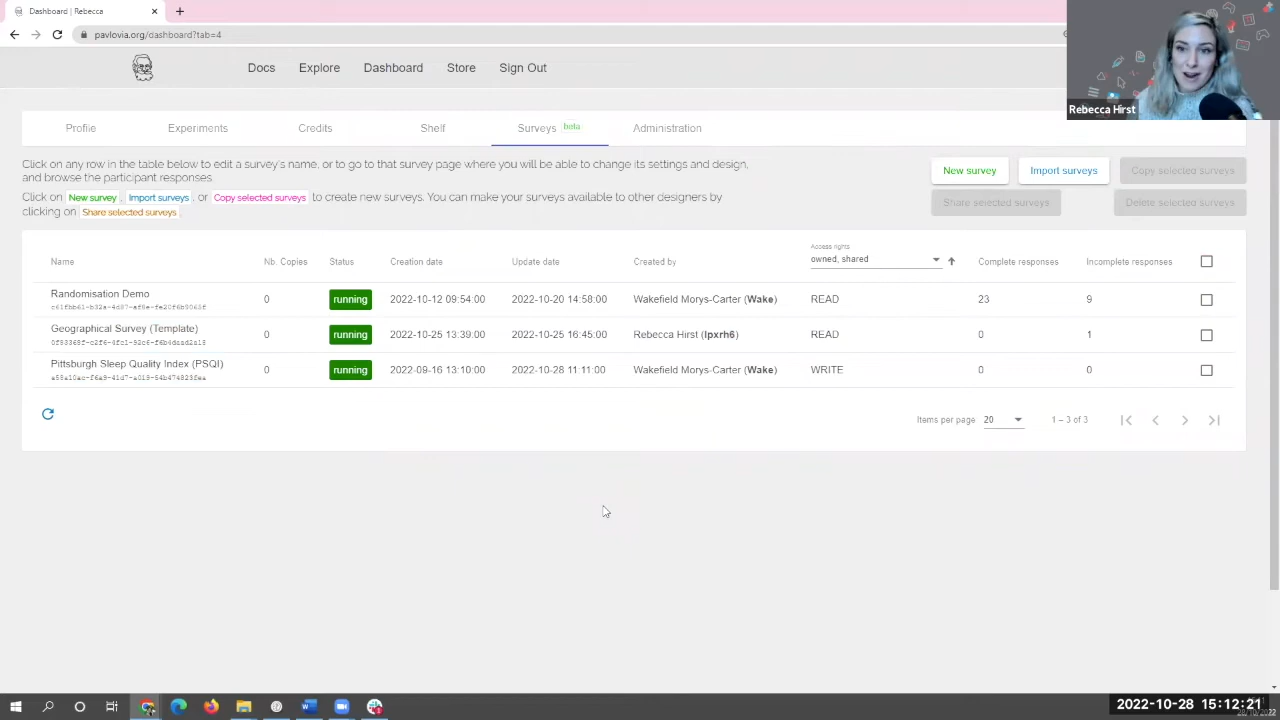 Dashboard | Rebecca
pavlovia.org/dashboard?tab=4
Docs Explore Dashboard Store Sign Out
Rebecca Hirst
Profile Experiments Credits Shelf Surveys beta Administration
Click on any row in the table below to edit a survey's name, or to go to that survey page where you will be able to change its settings and design,
and browse the participant responses.
Click on New survey , Import surveys , or Copy selected surveys to create new surveys. You can make your surveys available to other designers by
clicking on Share selected surveys .
New survey Import surveys Copy selected surveys
Share selected surveys Delete selected surveys
Name Nb. Copies Status Creation date Update date Created by Access rights Complete responses Incomplete responses
owned, shared
Randomisation Demo 0 running 2022-10-12 09:54:00 2022-10-20 14:58:00 Wakefield Morys-Carter (Wake) READ 23 9
Geographical Survey (Template) 0 running 2022-10-25 13:39:00 2022-10-25 16:45:00 Rebecca Hirst (lpxrh6) READ 0 1
Pittsburgh Sleep Quality Index (PSQI) 0 running 2022-09-16 13:10:00 2022-10-28 11:11:00 Wakefield Morys-Carter (Wake) WRITE 0 0
Items per page 20 1 – 3 of 3
2022-10-28 15:12:21